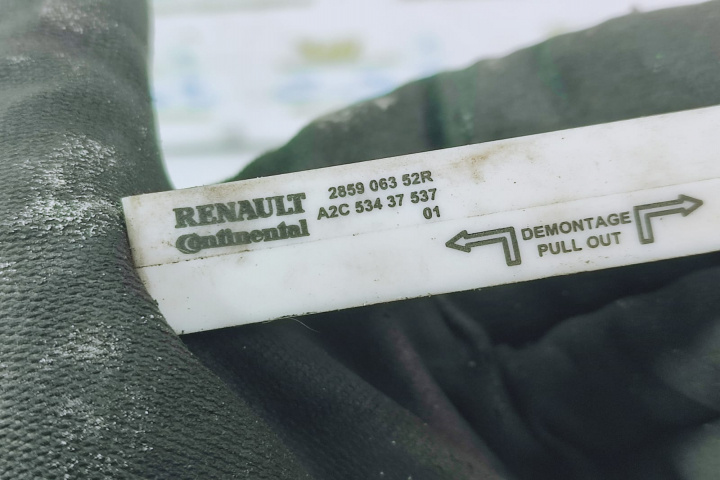 RENAULT
Continental
2859 063 52R
A2C 534 37 537
01
DEMONTAGE
PULL OUT